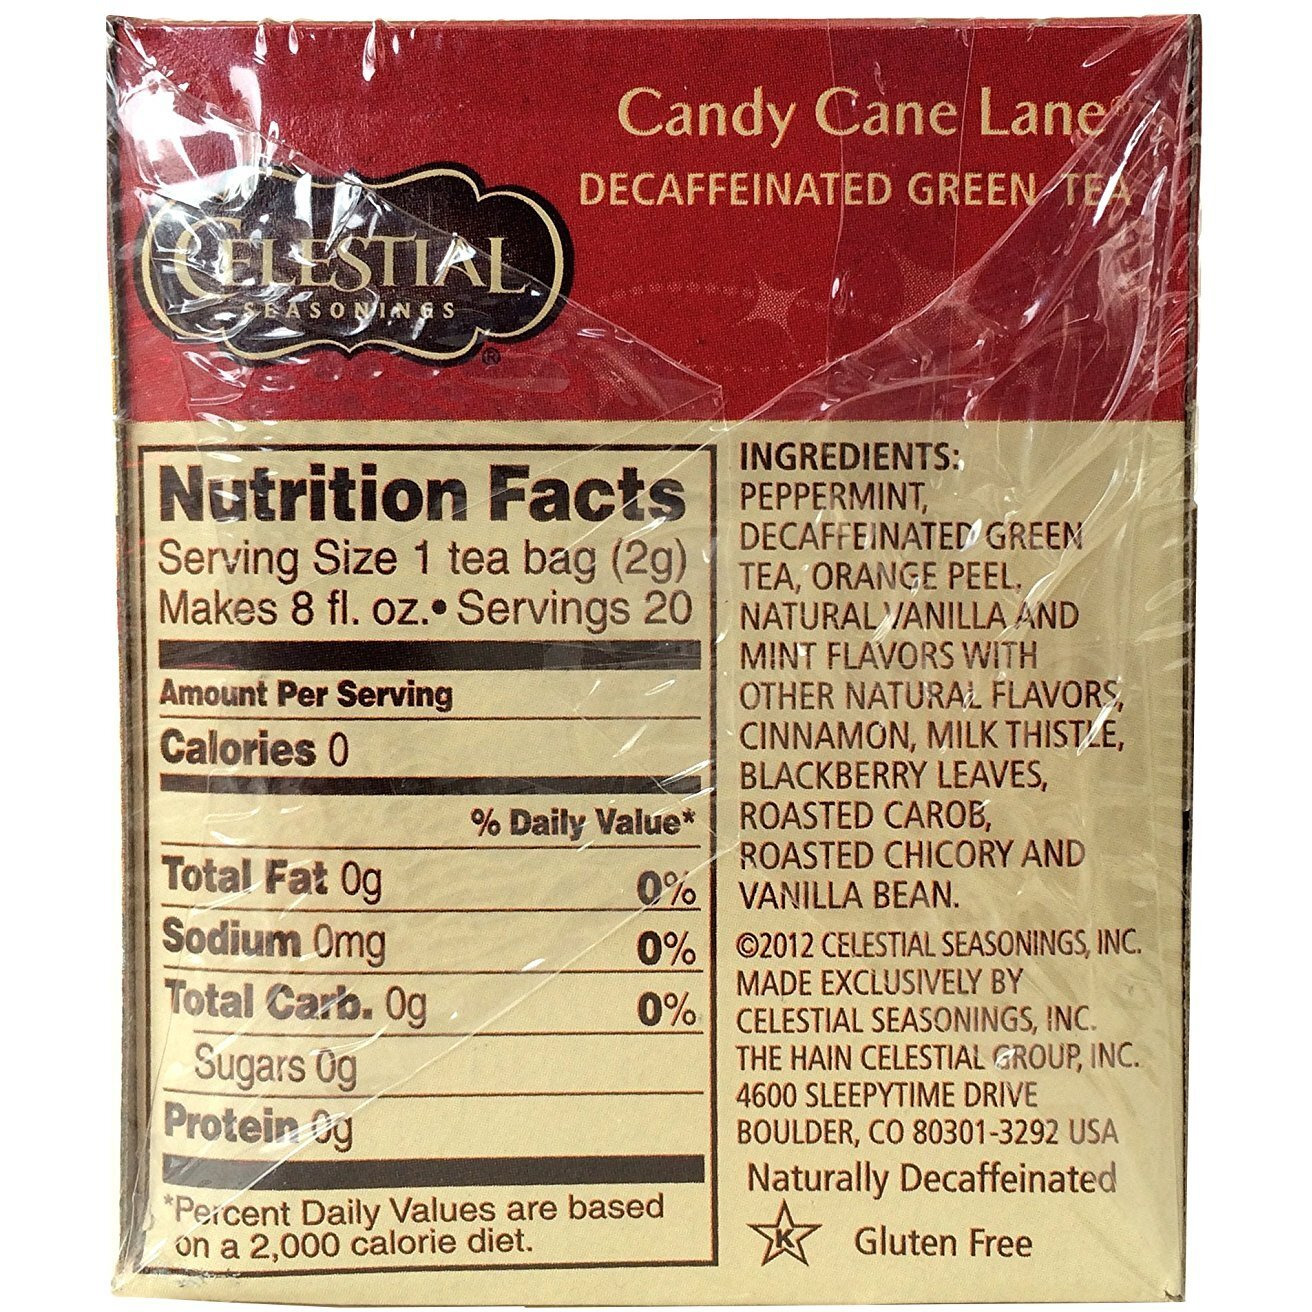 Candy Cane Lane®
DECAFFEINATED GREEN TEA
CELESTIAL
SEASONINGS
®
Nutrition Facts
Serving Size 1 tea bag (2g)
Makes 8 fl. oz.• Servings 20
Amount Per Serving
Calories 0
% Daily Value*
Total Fat 0g 0%
Sodium 0mg 0%
Total Carb. 0g 0%
Sugars 0g
Protein 0g
*Percent Daily Values are based
on a 2,000 calorie diet.
INGREDIENTS:
PEPPERMINT,
DECAFFEINATED GREEN
TEA, ORANGE PEEL,
NATURAL VANILLA AND
MINT FLAVORS WITH
OTHER NATURAL FLAVORS,
CINNAMON, MILK THISTLE,
BLACKBERRY LEAVES,
ROASTED CAROB,
ROASTED CHICORY AND
VANILLA BEAN.
©2012 CELESTIAL SEASONINGS, INC.
MADE EXCLUSIVELY BY
CELESTIAL SEASONINGS, INC.
THE HAIN CELESTIAL GROUP, INC.
4600 SLEEPYTIME DRIVE
BOULDER, CO 80301-3292 USA
Naturally Decaffeinated
K Gluten Free